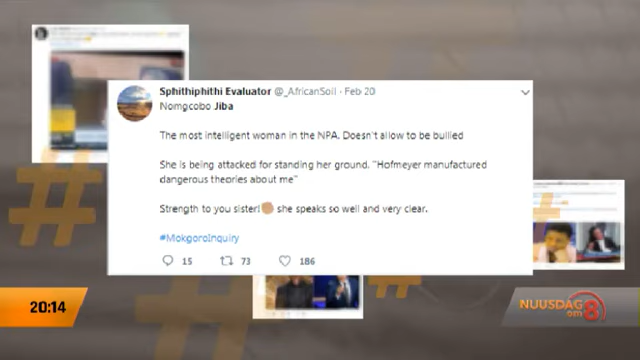 Sphithiphithi Evaluator @_AfricanSoil · Feb 20
Nomgcobo Jiba
The most intelligent woman in the NPA. Doesn't allow to be bullied
She is being attacked for standing her ground. "Hofmeyer manufactured
dangerous theories about me"
Strength to you sister! she speaks so well and very clear.
#MokgoroInquiry
15 73 186
20:14
NUUSDAG
om 8